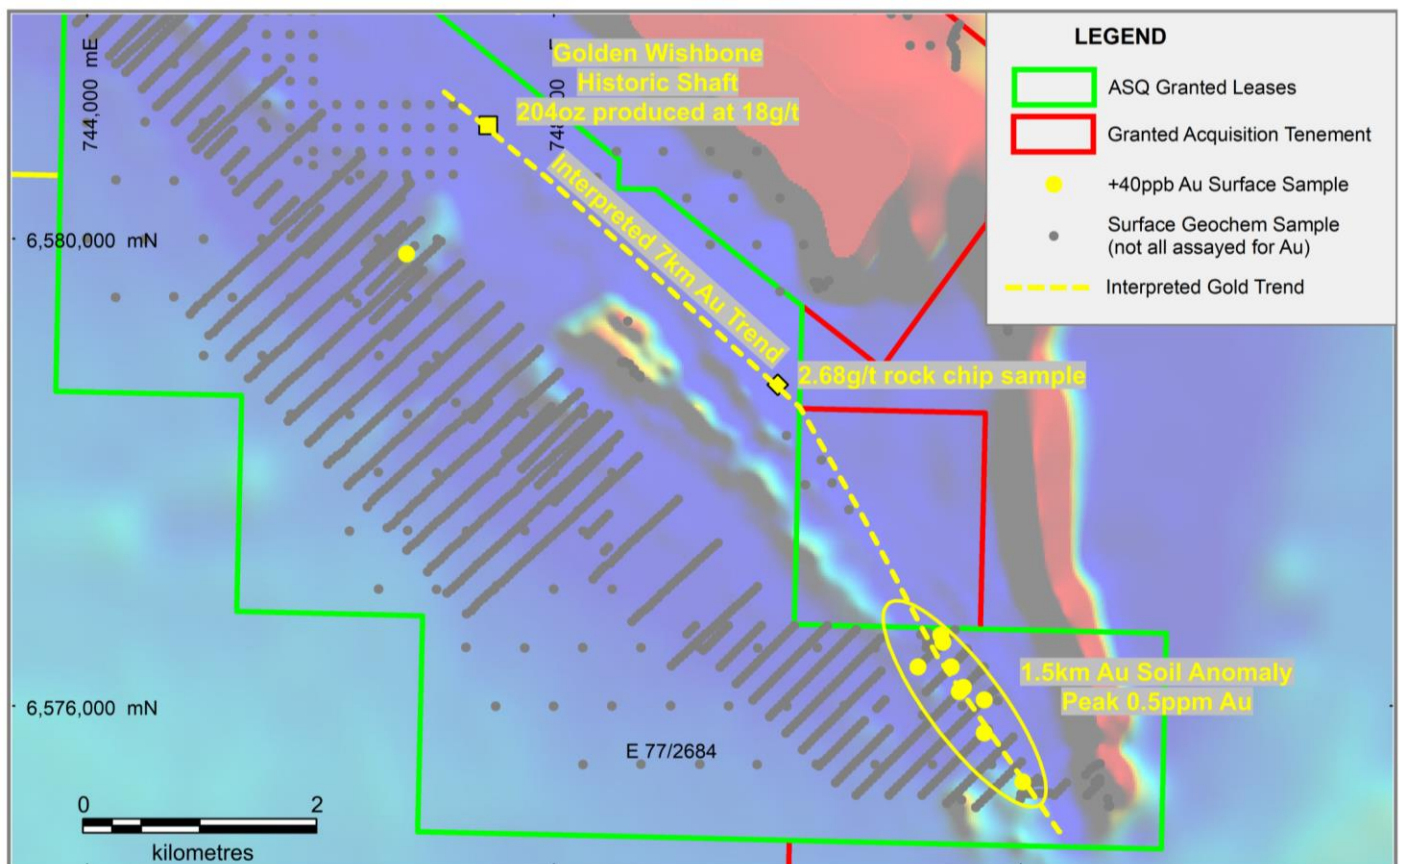 LEGEND
ASQ Granted Leases
Granted Acquisition Tenement
+40ppb Au Surface Sample
Surface Geochem Sample
(not all assayed for Au)
Interpreted Gold Trend
744,000 mE
Golden Wishbone
Historic Shaft
204oz produced at 18g/t
Interpreted 7km Au Trend
6,580,000 mN
2.68g/t rock chip sample
1.5km Au Soil Anomaly
Peak 0.5ppm Au
6,576,000 mN
E 77/2684
0 2
kilometres